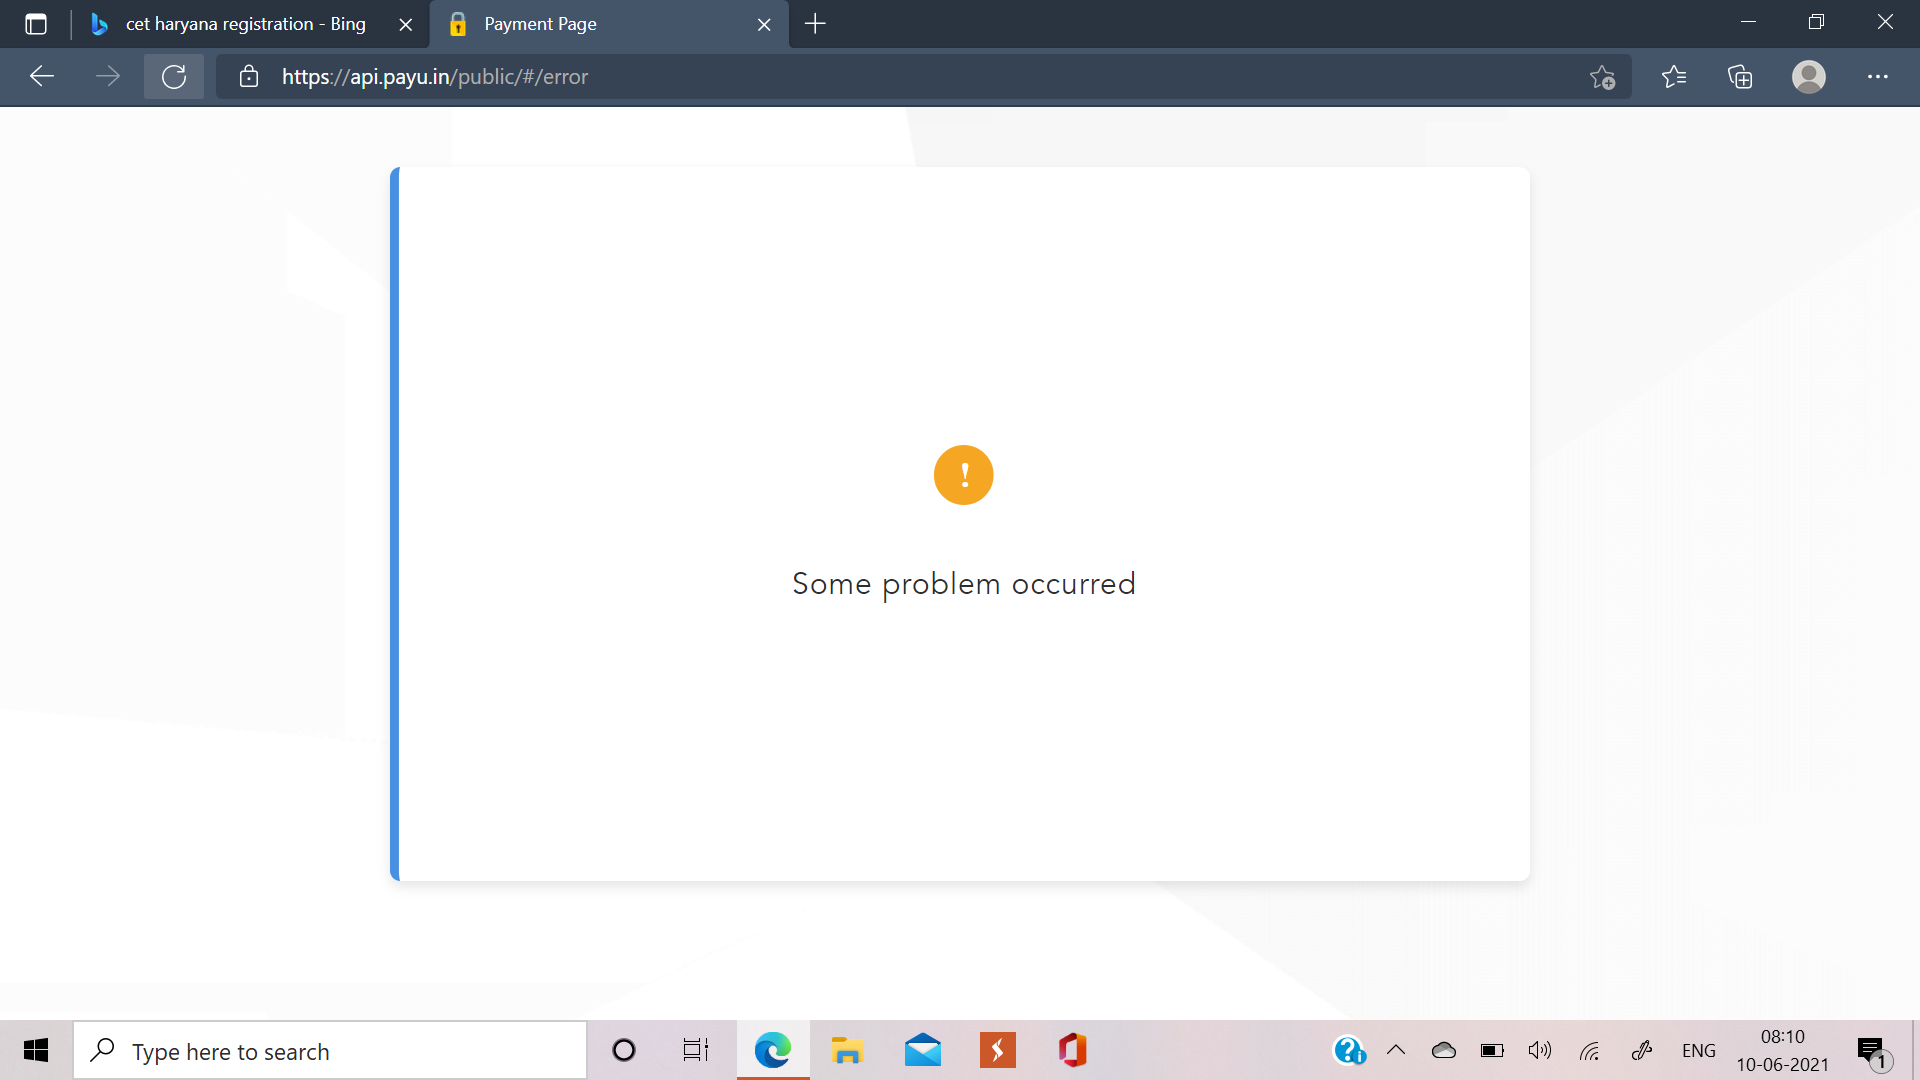 cet haryana registration - Bing
Payment Page
https://api.payu.in/public/#/error
!
Some problem occurred
Type here to search
ENG
08:10
10-06-2021
1